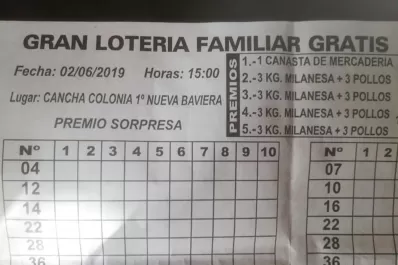 GRAN LOTERIA FAMILIAR GRATIS
Fecha: 02/06/2019 Horas: 15:00
Lugar: CANCHA COLONIA 1º NUEVA BAVIERA
PREMIO SORPRESA
PREMIOS
1.-1 CANASTA DE MERCADERIA
2.-3 KG. MILANESA + 3 POLLOS
3.-3 KG. MILANESA + 3 POLLOS
4.-3 KG. MILANESA + 3 POLLOS
5.-3 KG. MILANESA + 3 POLLOS
Nº 1 2 3 4 5 6 7 8 9 10
04
12
14
22
28
36
Nº 1 2
07
10
16
22
28
36